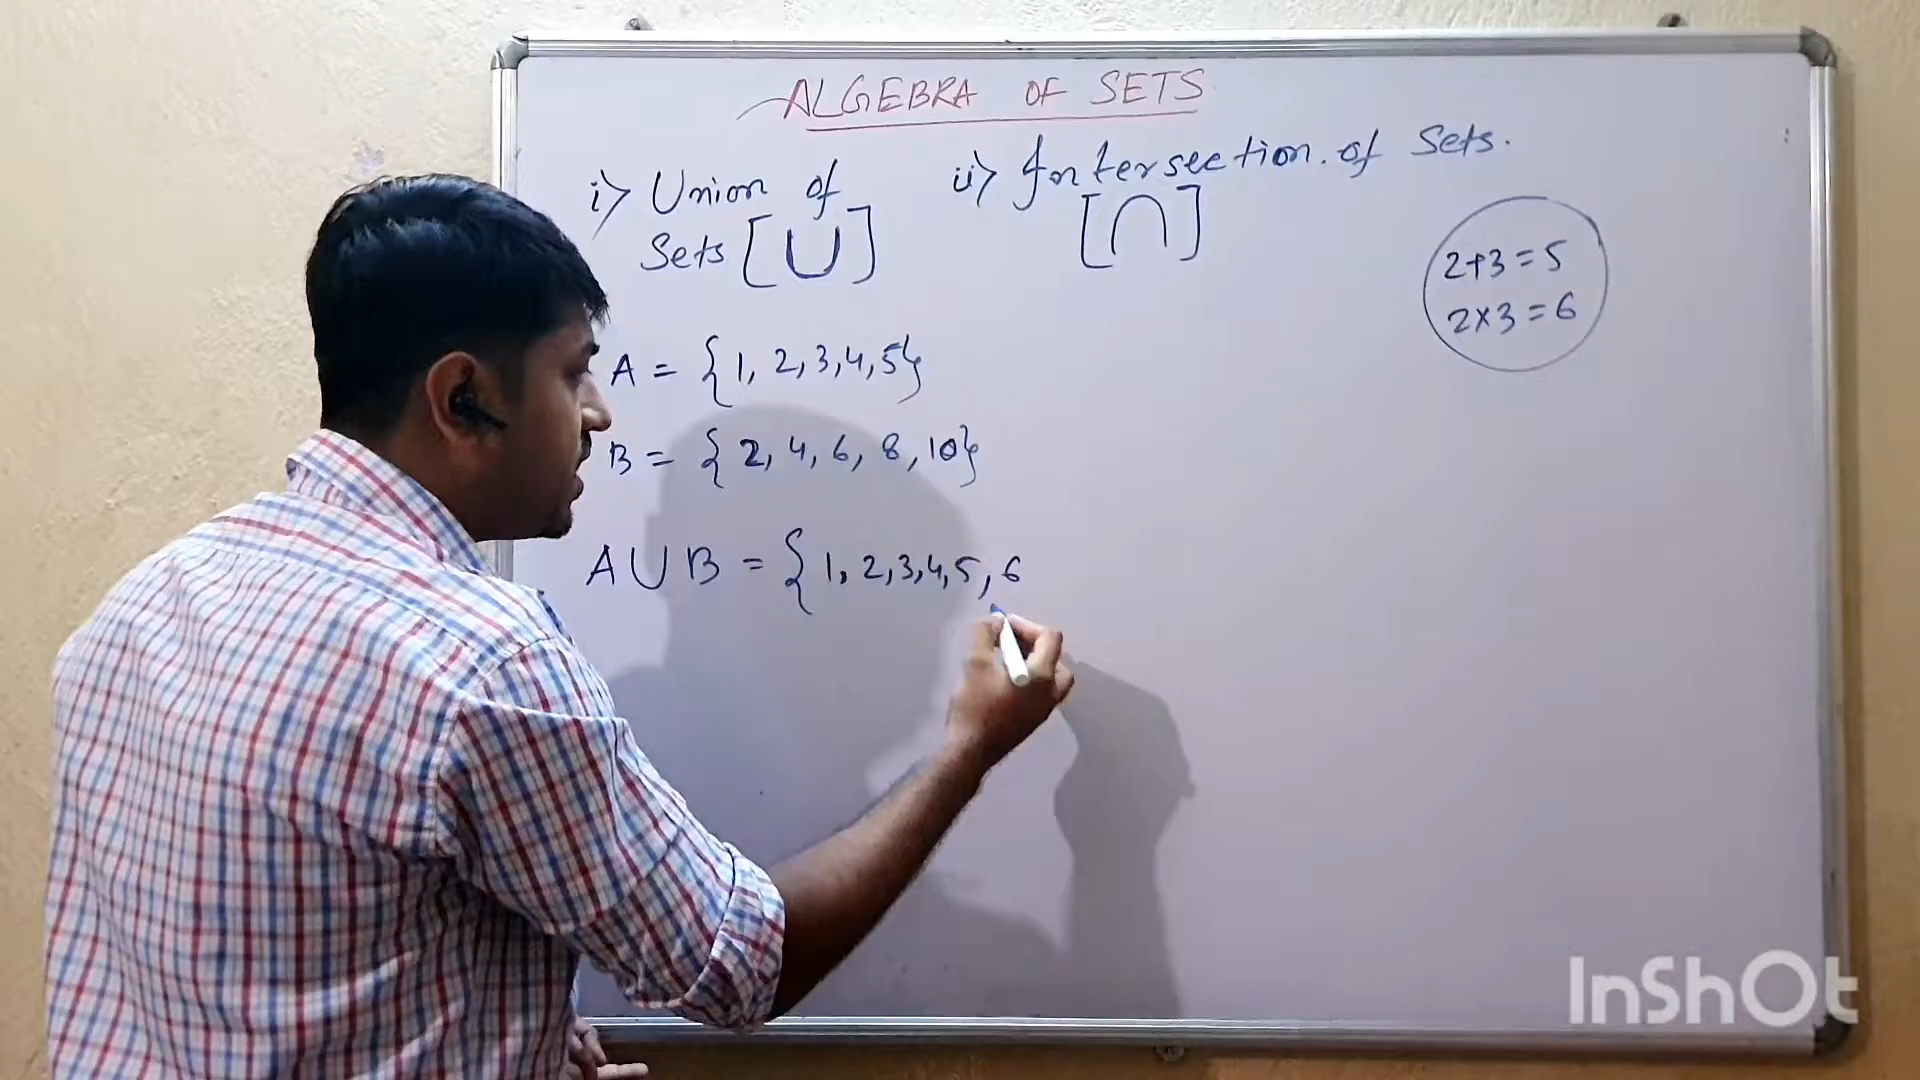 ALGEBRA OF SETS
i> Union of
Sets [∪]
ii> Intersection. of Sets.
[∩]
2+3=5
2×3=6
A = {1, 2,3,4,5}
B = {2, 4, 6, 8, 10}
A∪B = {1, 2,3,4,5, 6
InShOt